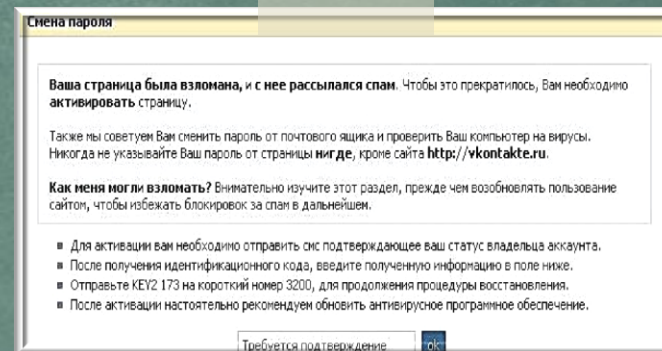 Смена пароля
Ваша страница была взломана, и с нее рассылался спам. Чтобы это прекратилось, Вам необходимо
активировать страницу.
Также мы советуем Вам сменить пароль от почтового ящика и проверить Ваш компьютер на вирусы.
Никогда не указывайте Ваш пароль от страницы нигде, кроме сайта http://vkontakte.ru.
Как меня могли взломать? Внимательно изучите этот раздел, прежде чем возобновлять пользование
сайтом, чтобы избежать блокировок за спам в дальнейшем.
Для активации вам необходимо отправить смс подтверждающее ваш статус владельца аккаунта.
После получения идентификационного кода, введите полученную информацию в поле ниже.
Отправьте KEY2 173 на короткий номер 3200, для продолжения процедуры восстановления.
После активации настоятельно рекомендуем обновить антивирусное программное обеспечение.
Требуется подтверждение ok